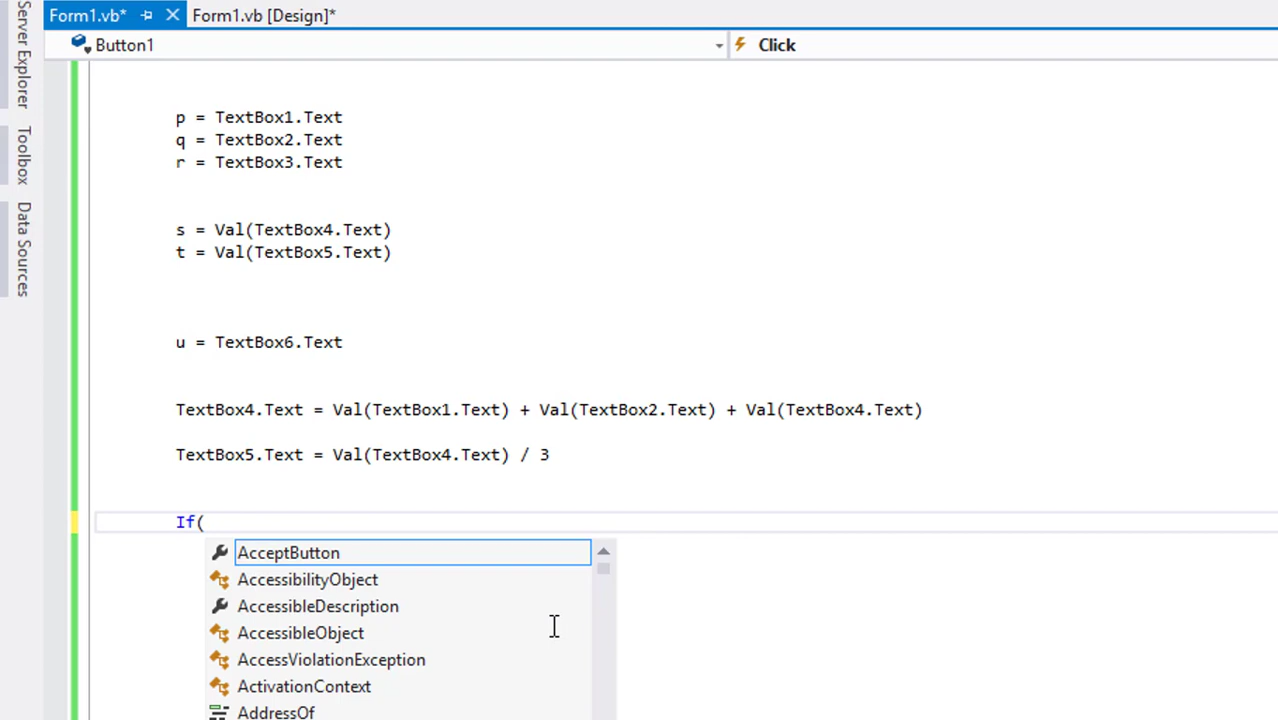 Form1.vb*
Form1.vb [Design]*
Button1
Click
Server Explorer
Toolbox
Data Sources
p = TextBox1.Text
q = TextBox2.Text
r = TextBox3.Text
s = Val(TextBox4.Text)
t = Val(TextBox5.Text)
u = TextBox6.Text
TextBox4.Text = Val(TextBox1.Text) + Val(TextBox2.Text) + Val(TextBox4.Text)
TextBox5.Text = Val(TextBox4.Text) / 3
If(
AcceptButton
AccessibilityObject
AccessibleDescription
AccessibleObject
AccessViolationException
ActivationContext
AddressOf